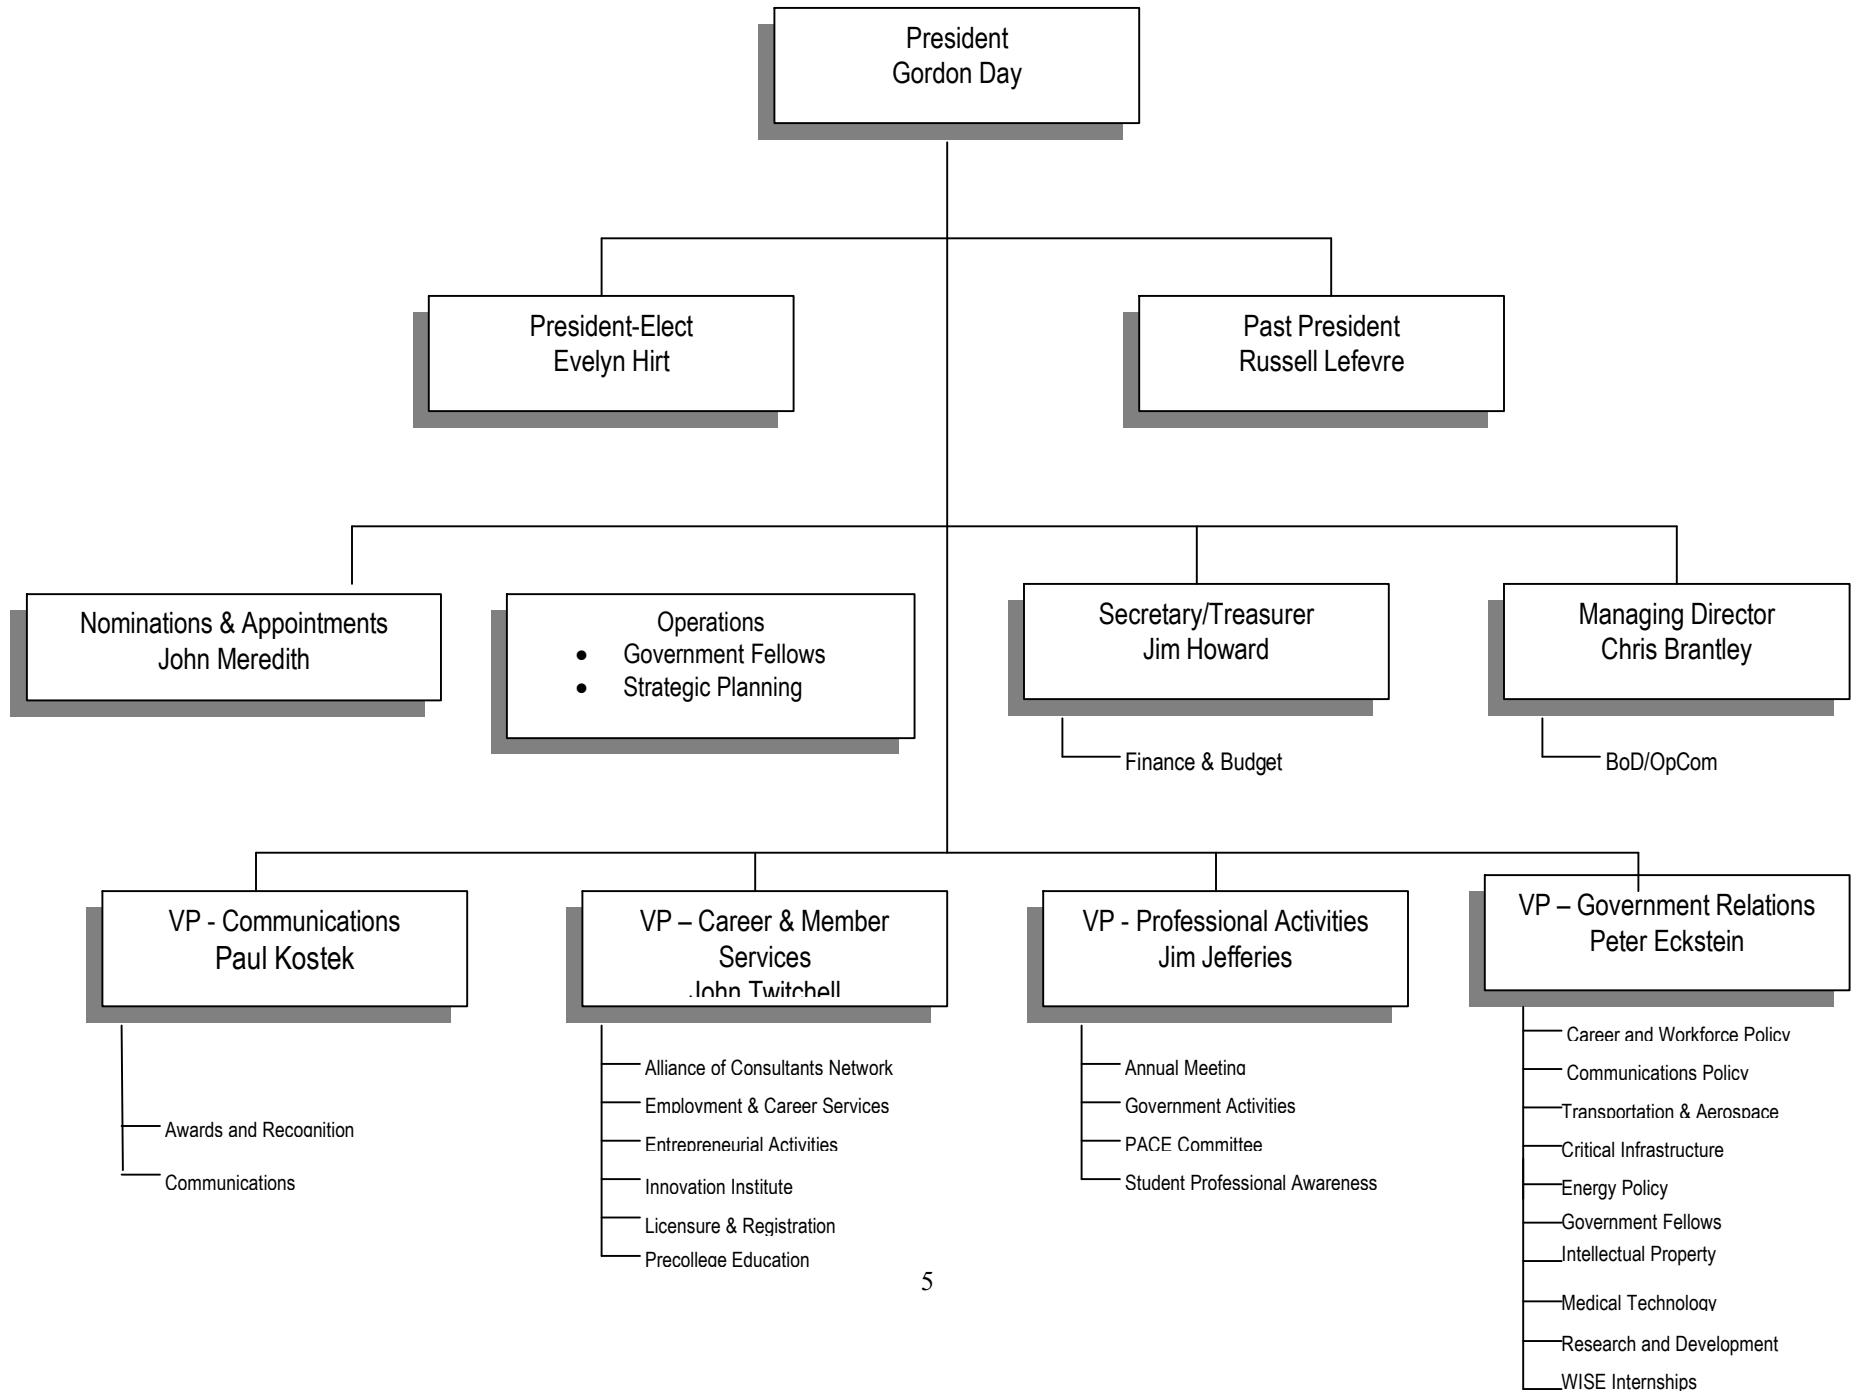 President
Gordon Day
President-Elect
Evelyn Hirt
Past President
Russell Lefevre
Nominations & Appointments
John Meredith
Operations
• Government Fellows
• Strategic Planning
Secretary/Treasurer
Jim Howard
Finance & Budget
Managing Director
Chris Brantley
BoD/OpCom
VP - Communications
Paul Kostek
Awards and Recognition
Communications
VP – Career & Member
Services
John Twitchell
Alliance of Consultants Network
Employment & Career Services
Entrepreneurial Activities
Innovation Institute
Licensure & Registration
Precollege Education
VP - Professional Activities
Jim Jefferies
Annual Meeting
Government Activities
PACE Committee
Student Professional Awareness
VP – Government Relations
Peter Eckstein
Career and Workforce Policy
Communications Policy
Transportation & Aerospace
Critical Infrastructure
Energy Policy
Government Fellows
Intellectual Property
Medical Technology
Research and Development
WISE Internships
5